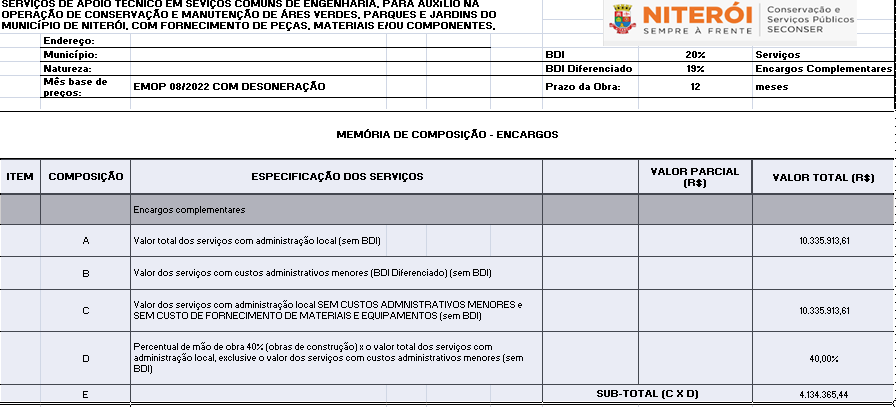 SERVIÇOS DE APOIO TÉCNICO EM SEVIÇOS COMUNS DE ENGENHARIA, PARA AUXÍLIO NA
OPERAÇÃO DE CONSERVAÇÃO E MANUTENÇÃO DE ÁRES VERDES, PARQUES E JARDINS DO
MUNICÍPIO DE NITERÓI, COM FORNECIMENTO DE PEÇAS, MATERIAIS E/OU COMPONENTES,
NITERÓI
SEMPRE À FRENTE
Conservação e
Serviços Públicos
SECONSER
Endereço:
Município:
BDI 20% Serviços
Natureza:
BDI Diferenciado 19% Encargos Complementares
Mês base de
preços:
EMOP 08/2022 COM DESONERAÇÃO
Prazo da Obra: 12 meses
MEMÓRIA DE COMPOSIÇÃO - ENCARGOS
ITEM COMPOSIÇÃO ESPECIFICAÇÃO DOS SERVIÇOS VALOR PARCIAL
(R$)
VALOR TOTAL (R$)
Encargos complementares
A Valor total dos serviços com administração local (sem BDI) 10.335.913,61
B Valor dos serviços com custos administrativos menores (BDI Diferenciado) (sem BDI)
C Valor dos serviços com administração local SEM CUSTOS ADMNISTRATIVOS MENORES e
SEM CUSTO DE FORNECIMENTO DE MATERIAIS E EQUIPAMENTOS (sem BDI)
10.335.913,61
D Percentual de mão de obra 40% (obras de construção) x o valor total dos serviços com
administração local, exclusive o valor dos serviços com custos administrativos menores (sem
BDI)
40,00%
E SUB-TOTAL (C X D) 4.134.365,44